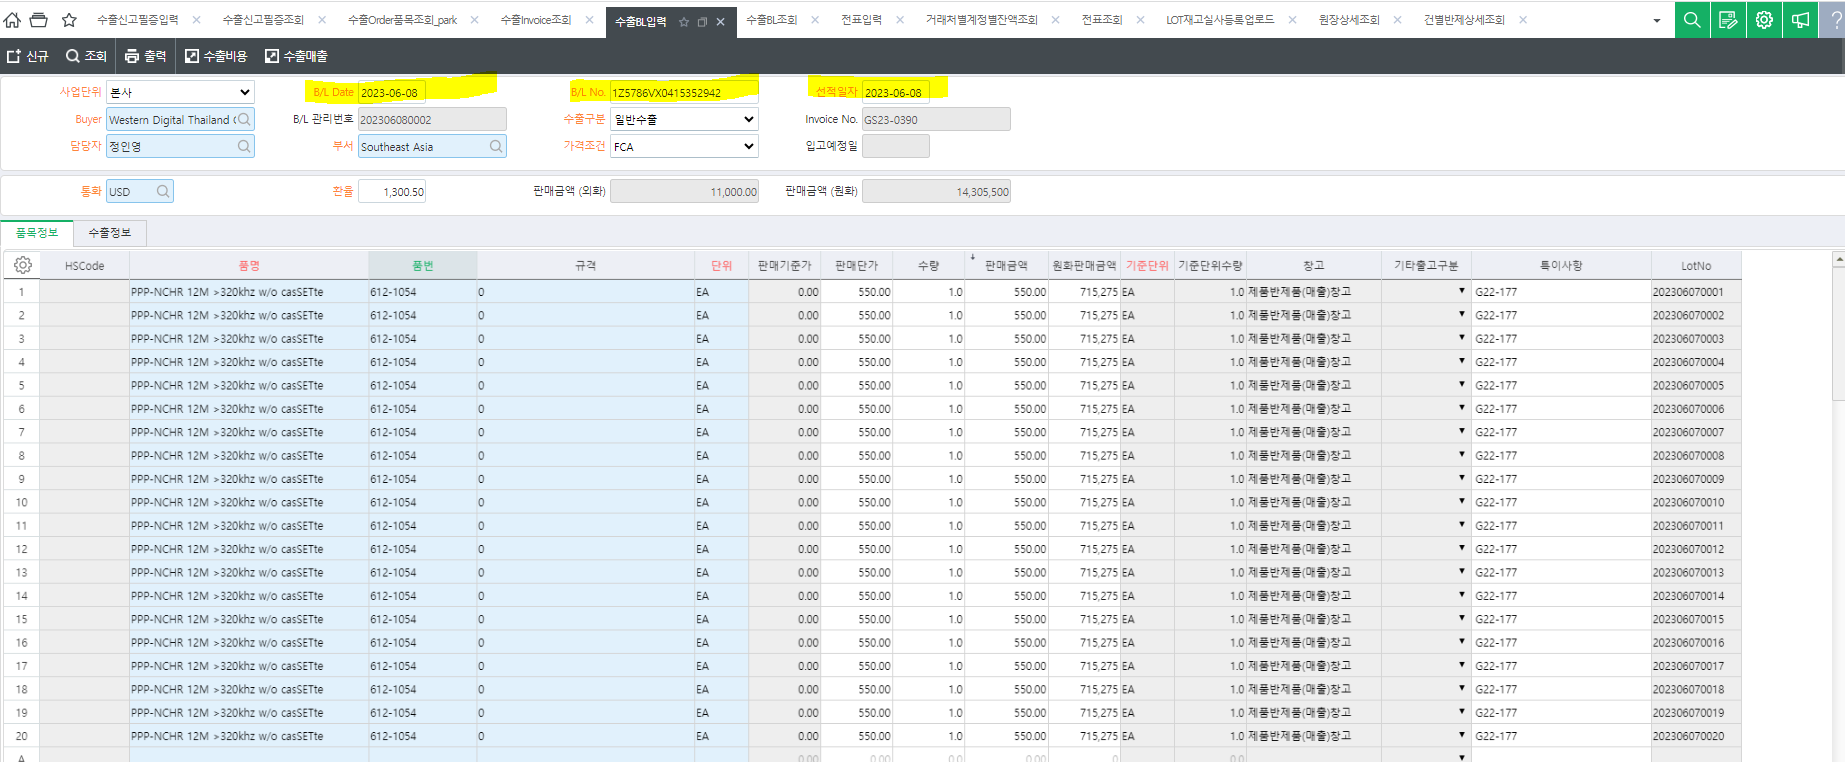 수출신고필증입력 × 수출신고필증조회 × 수출Order품목조회_park × 수출Invoice조회 × 수출BL입력 × 수출BL조회 × 전표입력 × 거래처별계정별잔액조회 × 전표조회 × LOT재고실사등록업로드 × 원장상세조회 × 건별반제상세조회 × ?
신규 조회 출력 수출비용 수출매출
사업단위 본사 B/L Date 2023-06-08 B/L No. 1Z5786VX0415352942 선적일자 2023-06-08
Buyer Western Digital Thailand ( B/L 관리번호 202306080002 수출구분 일반수출 Invoice No. GS23-0390
담당자 정인영 부서 Southeast Asia 가격조건 FCA 입고예정일
통화 USD 환율 1,300.50 판매금액 (외화) 11,000.00 판매금액 (원화) 14,305,500
품목정보 수출정보
HSCode 품명 품번 규격 단위 판매기준가 판매단가 수량 판매금액 원화판매금액 기준단위 기준단위수량 창고 기타출고구분 특이사항 LotNo
1 PPP-NCHR 12M >320khz w/o casSETte 612-1054 0 EA 0.00 550.00 1.0 550.00 715,275 EA 1.0 제품반제품(매출)창고 G22-177 202306070001
2 PPP-NCHR 12M >320khz w/o casSETte 612-1054 0 EA 0.00 550.00 1.0 550.00 715,275 EA 1.0 제품반제품(매출)창고 G22-177 202306070002
3 PPP-NCHR 12M >320khz w/o casSETte 612-1054 0 EA 0.00 550.00 1.0 550.00 715,275 EA 1.0 제품반제품(매출)창고 G22-177 202306070003
4 PPP-NCHR 12M >320khz w/o casSETte 612-1054 0 EA 0.00 550.00 1.0 550.00 715,275 EA 1.0 제품반제품(매출)창고 G22-177 202306070004
5 PPP-NCHR 12M >320khz w/o casSETte 612-1054 0 EA 0.00 550.00 1.0 550.00 715,275 EA 1.0 제품반제품(매출)창고 G22-177 202306070005
6 PPP-NCHR 12M >320khz w/o casSETte 612-1054 0 EA 0.00 550.00 1.0 550.00 715,275 EA 1.0 제품반제품(매출)창고 G22-177 202306070006
7 PPP-NCHR 12M >320khz w/o casSETte 612-1054 0 EA 0.00 550.00 1.0 550.00 715,275 EA 1.0 제품반제품(매출)창고 G22-177 202306070007
8 PPP-NCHR 12M >320khz w/o casSETte 612-1054 0 EA 0.00 550.00 1.0 550.00 715,275 EA 1.0 제품반제품(매출)창고 G22-177 202306070008
9 PPP-NCHR 12M >320khz w/o casSETte 612-1054 0 EA 0.00 550.00 1.0 550.00 715,275 EA 1.0 제품반제품(매출)창고 G22-177 202306070009
10 PPP-NCHR 12M >320khz w/o casSETte 612-1054 0 EA 0.00 550.00 1.0 550.00 715,275 EA 1.0 제품반제품(매출)창고 G22-177 202306070010
11 PPP-NCHR 12M >320khz w/o casSETte 612-1054 0 EA 0.00 550.00 1.0 550.00 715,275 EA 1.0 제품반제품(매출)창고 G22-177 202306070011
12 PPP-NCHR 12M >320khz w/o casSETte 612-1054 0 EA 0.00 550.00 1.0 550.00 715,275 EA 1.0 제품반제품(매출)창고 G22-177 202306070012
13 PPP-NCHR 12M >320khz w/o casSETte 612-1054 0 EA 0.00 550.00 1.0 550.00 715,275 EA 1.0 제품반제품(매출)창고 G22-177 202306070013
14 PPP-NCHR 12M >320khz w/o casSETte 612-1054 0 EA 0.00 550.00 1.0 550.00 715,275 EA 1.0 제품반제품(매출)창고 G22-177 202306070014
15 PPP-NCHR 12M >320khz w/o casSETte 612-1054 0 EA 0.00 550.00 1.0 550.00 715,275 EA 1.0 제품반제품(매출)창고 G22-177 202306070015
16 PPP-NCHR 12M >320khz w/o casSETte 612-1054 0 EA 0.00 550.00 1.0 550.00 715,275 EA 1.0 제품반제품(매출)창고 G22-177 202306070016
17 PPP-NCHR 12M >320khz w/o casSETte 612-1054 0 EA 0.00 550.00 1.0 550.00 715,275 EA 1.0 제품반제품(매출)창고 G22-177 202306070017
18 PPP-NCHR 12M >320khz w/o casSETte 612-1054 0 EA 0.00 550.00 1.0 550.00 715,275 EA 1.0 제품반제품(매출)창고 G22-177 202306070018
19 PPP-NCHR 12M >320khz w/o casSETte 612-1054 0 EA 0.00 550.00 1.0 550.00 715,275 EA 1.0 제품반제품(매출)창고 G22-177 202306070019
20 PPP-NCHR 12M >320khz w/o casSETte 612-1054 0 EA 0.00 550.00 1.0 550.00 715,275 EA 1.0 제품반제품(매출)창고 G22-177 202306070020
0.00 0.00 0.0 0.00 0 0.0